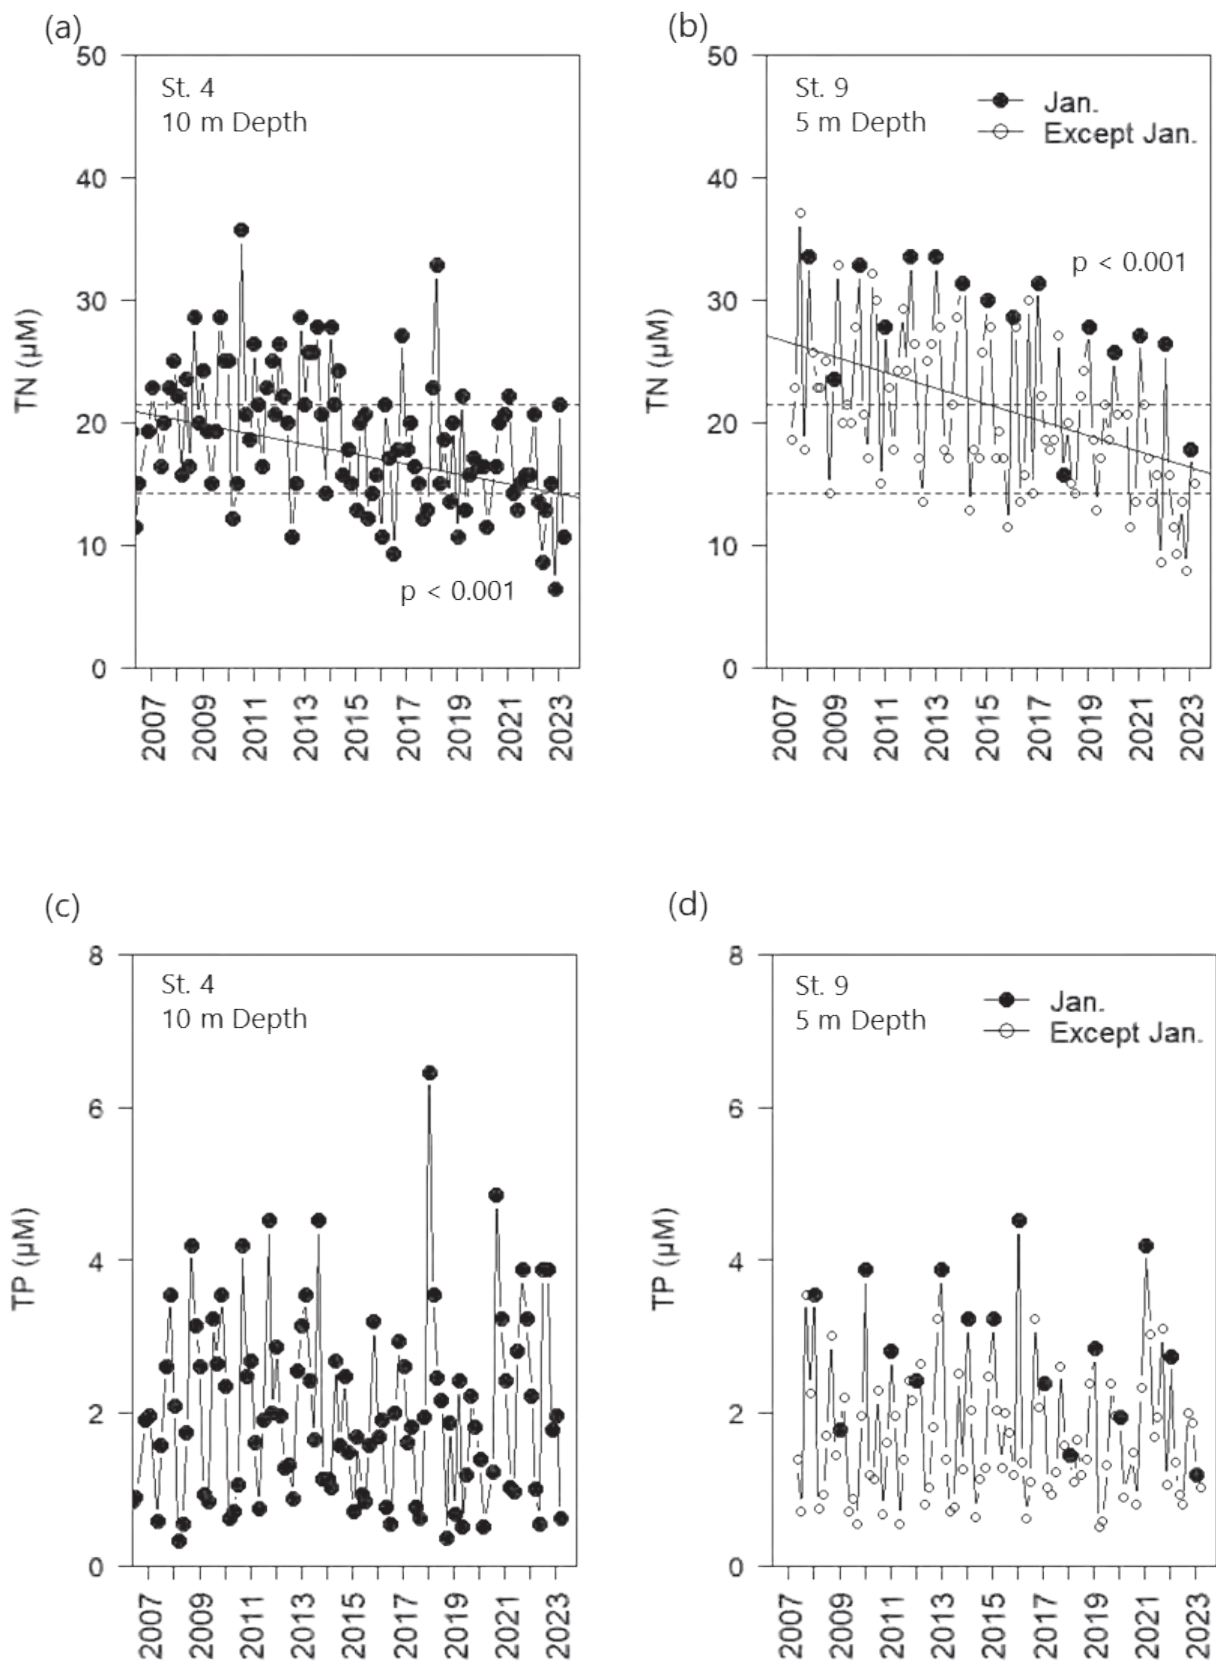 (a)
50
40
30
20
10
0
TN (μM)
St. 4
10 m Depth
p < 0.001
2007
2009
2011
2013
2015
2017
2019
2021
2023
(b)
50
40
30
20
10
0
TN (μM)
St. 9
5 m Depth
Jan.
Except Jan.
p < 0.001
2007
2009
2011
2013
2015
2017
2019
2021
2023
(c)
8
6
4
2
0
TP (μM)
St. 4
10 m Depth
2007
2009
2011
2013
2015
2017
2019
2021
2023
(d)
8
6
4
2
0
TP (μM)
St. 9
5 m Depth
Jan.
Except Jan.
2007
2009
2011
2013
2015
2017
2019
2021
2023